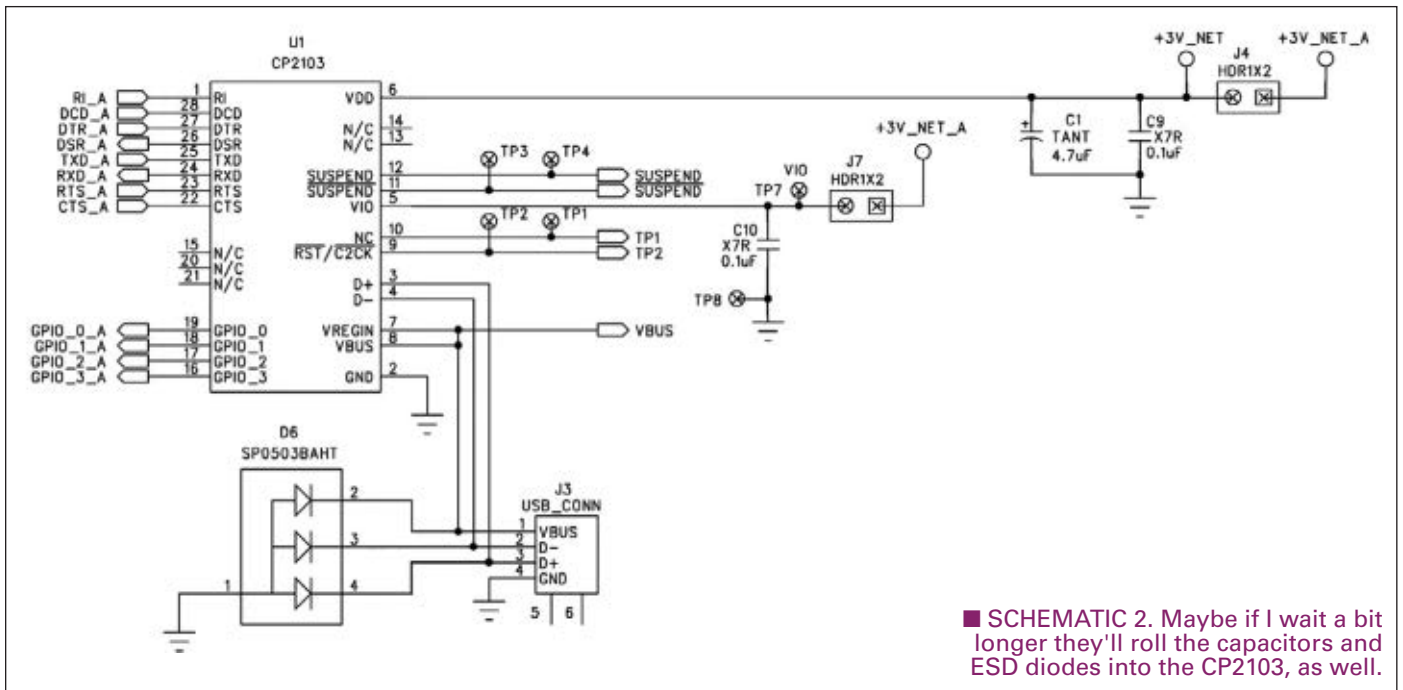 U1
CP2103
RI_A 1 RI
DCD_A 28 DCD
DTR_A 27 DTR
DSR_A 26 DSR
TXD_A 25 TXD
RXD_A 24 RXD
RTS_A 23 RTS
CTS_A 22 CTS
15 N/C
20 N/C
21 N/C
GPIO_0_A 19 GPIO_0
GPIO_1_A 18 GPIO_1
GPIO_2_A 17 GPIO_2
GPIO_3_A 16 GPIO_3
VDD 6
N/C 14
N/C 13
SUSPEND 12
SUSPEND 11
VIO 5
NC 10
RST/C2CK 9
D+ 3
D- 4
VREGIN 7
VBUS 8
GND 2
TP3
TP4
SUSPEND
SUSPEND
TP2
TP1
TP1
TP2
VBUS
+3V_NET_A
VIO
TP7
J7
HDR1X2
C10
X7R
0.1uF
TP8
+3V_NET
+3V_NET_A
J4
HDR1X2
+
C1
TANT
4.7uF
C9
X7R
0.1uF
D6
SP0503BAHT
1
2
3
4
J3
USB_CONN
1 VBUS
2 D-
3 D+
4 GND
5 6
■ SCHEMATIC 2. Maybe if I wait a bit
longer they'll roll the capacitors and
ESD diodes into the CP2103, as well.